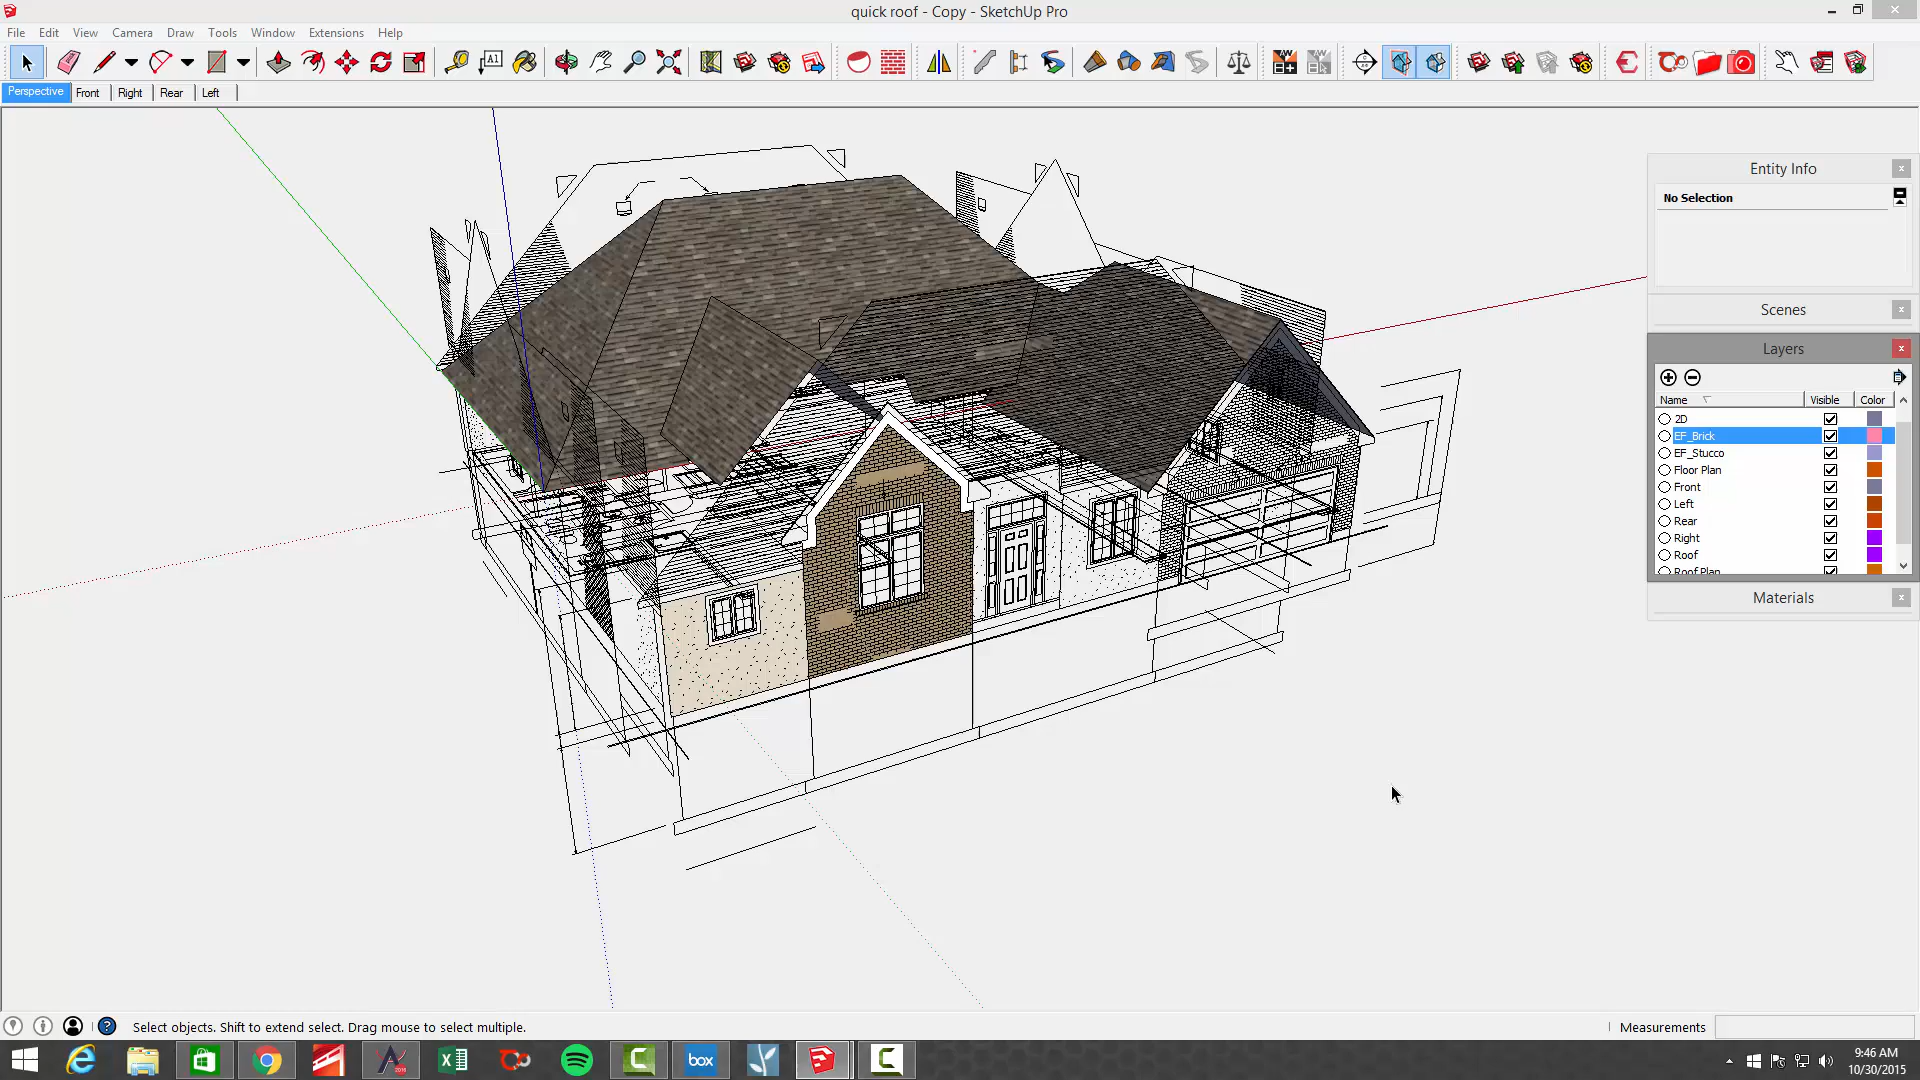 quick roof - Copy - SketchUp Pro
File Edit View Camera Draw Tools Window Extensions Help
Perspective Front Right Rear Left
Entity Info
No Selection
Scenes
Layers
Name Visible Color
2D
EF_Brick
EF_Stucco
Floor Plan
Front
Left
Rear
Right
Roof
Roof Plan
Materials
Select objects. Shift to extend select. Drag mouse to select multiple.
Measurements
box
9:46 AM
10/30/2015